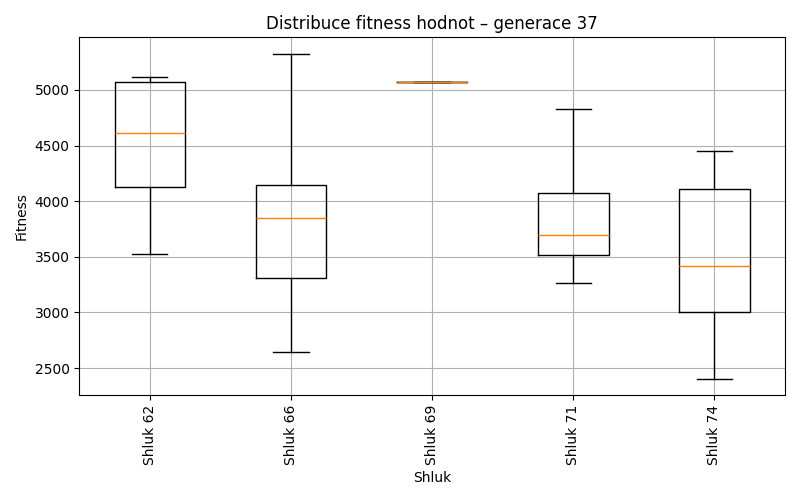 Distribuce fitness hodnot – generace 37
Fitness
5000
4500
4000
3500
3000
2500
Shluk 62
Shluk 66
Shluk 69
Shluk 71
Shluk 74
Shluk